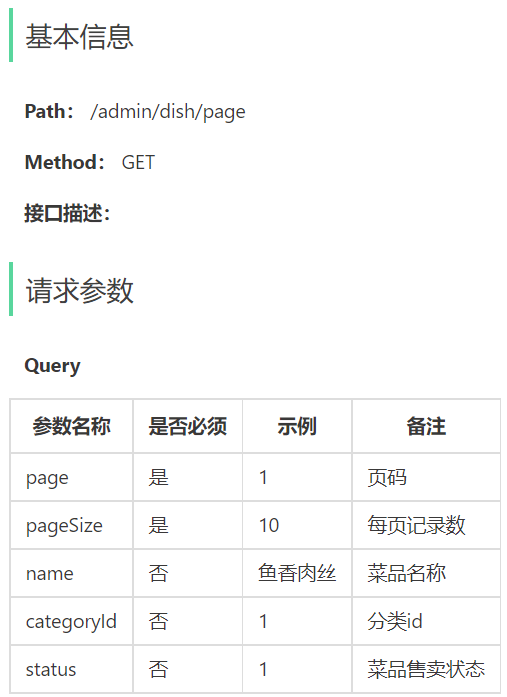 基本信息
Path： /admin/dish/page
Method： GET
接口描述：
请求参数
Query
参数名称 是否必须 示例 备注
page 是 1 页码
pageSize 是 10 每页记录数
name 否 鱼香肉丝 菜品名称
categoryId 否 1 分类id
status 否 1 菜品售卖状态